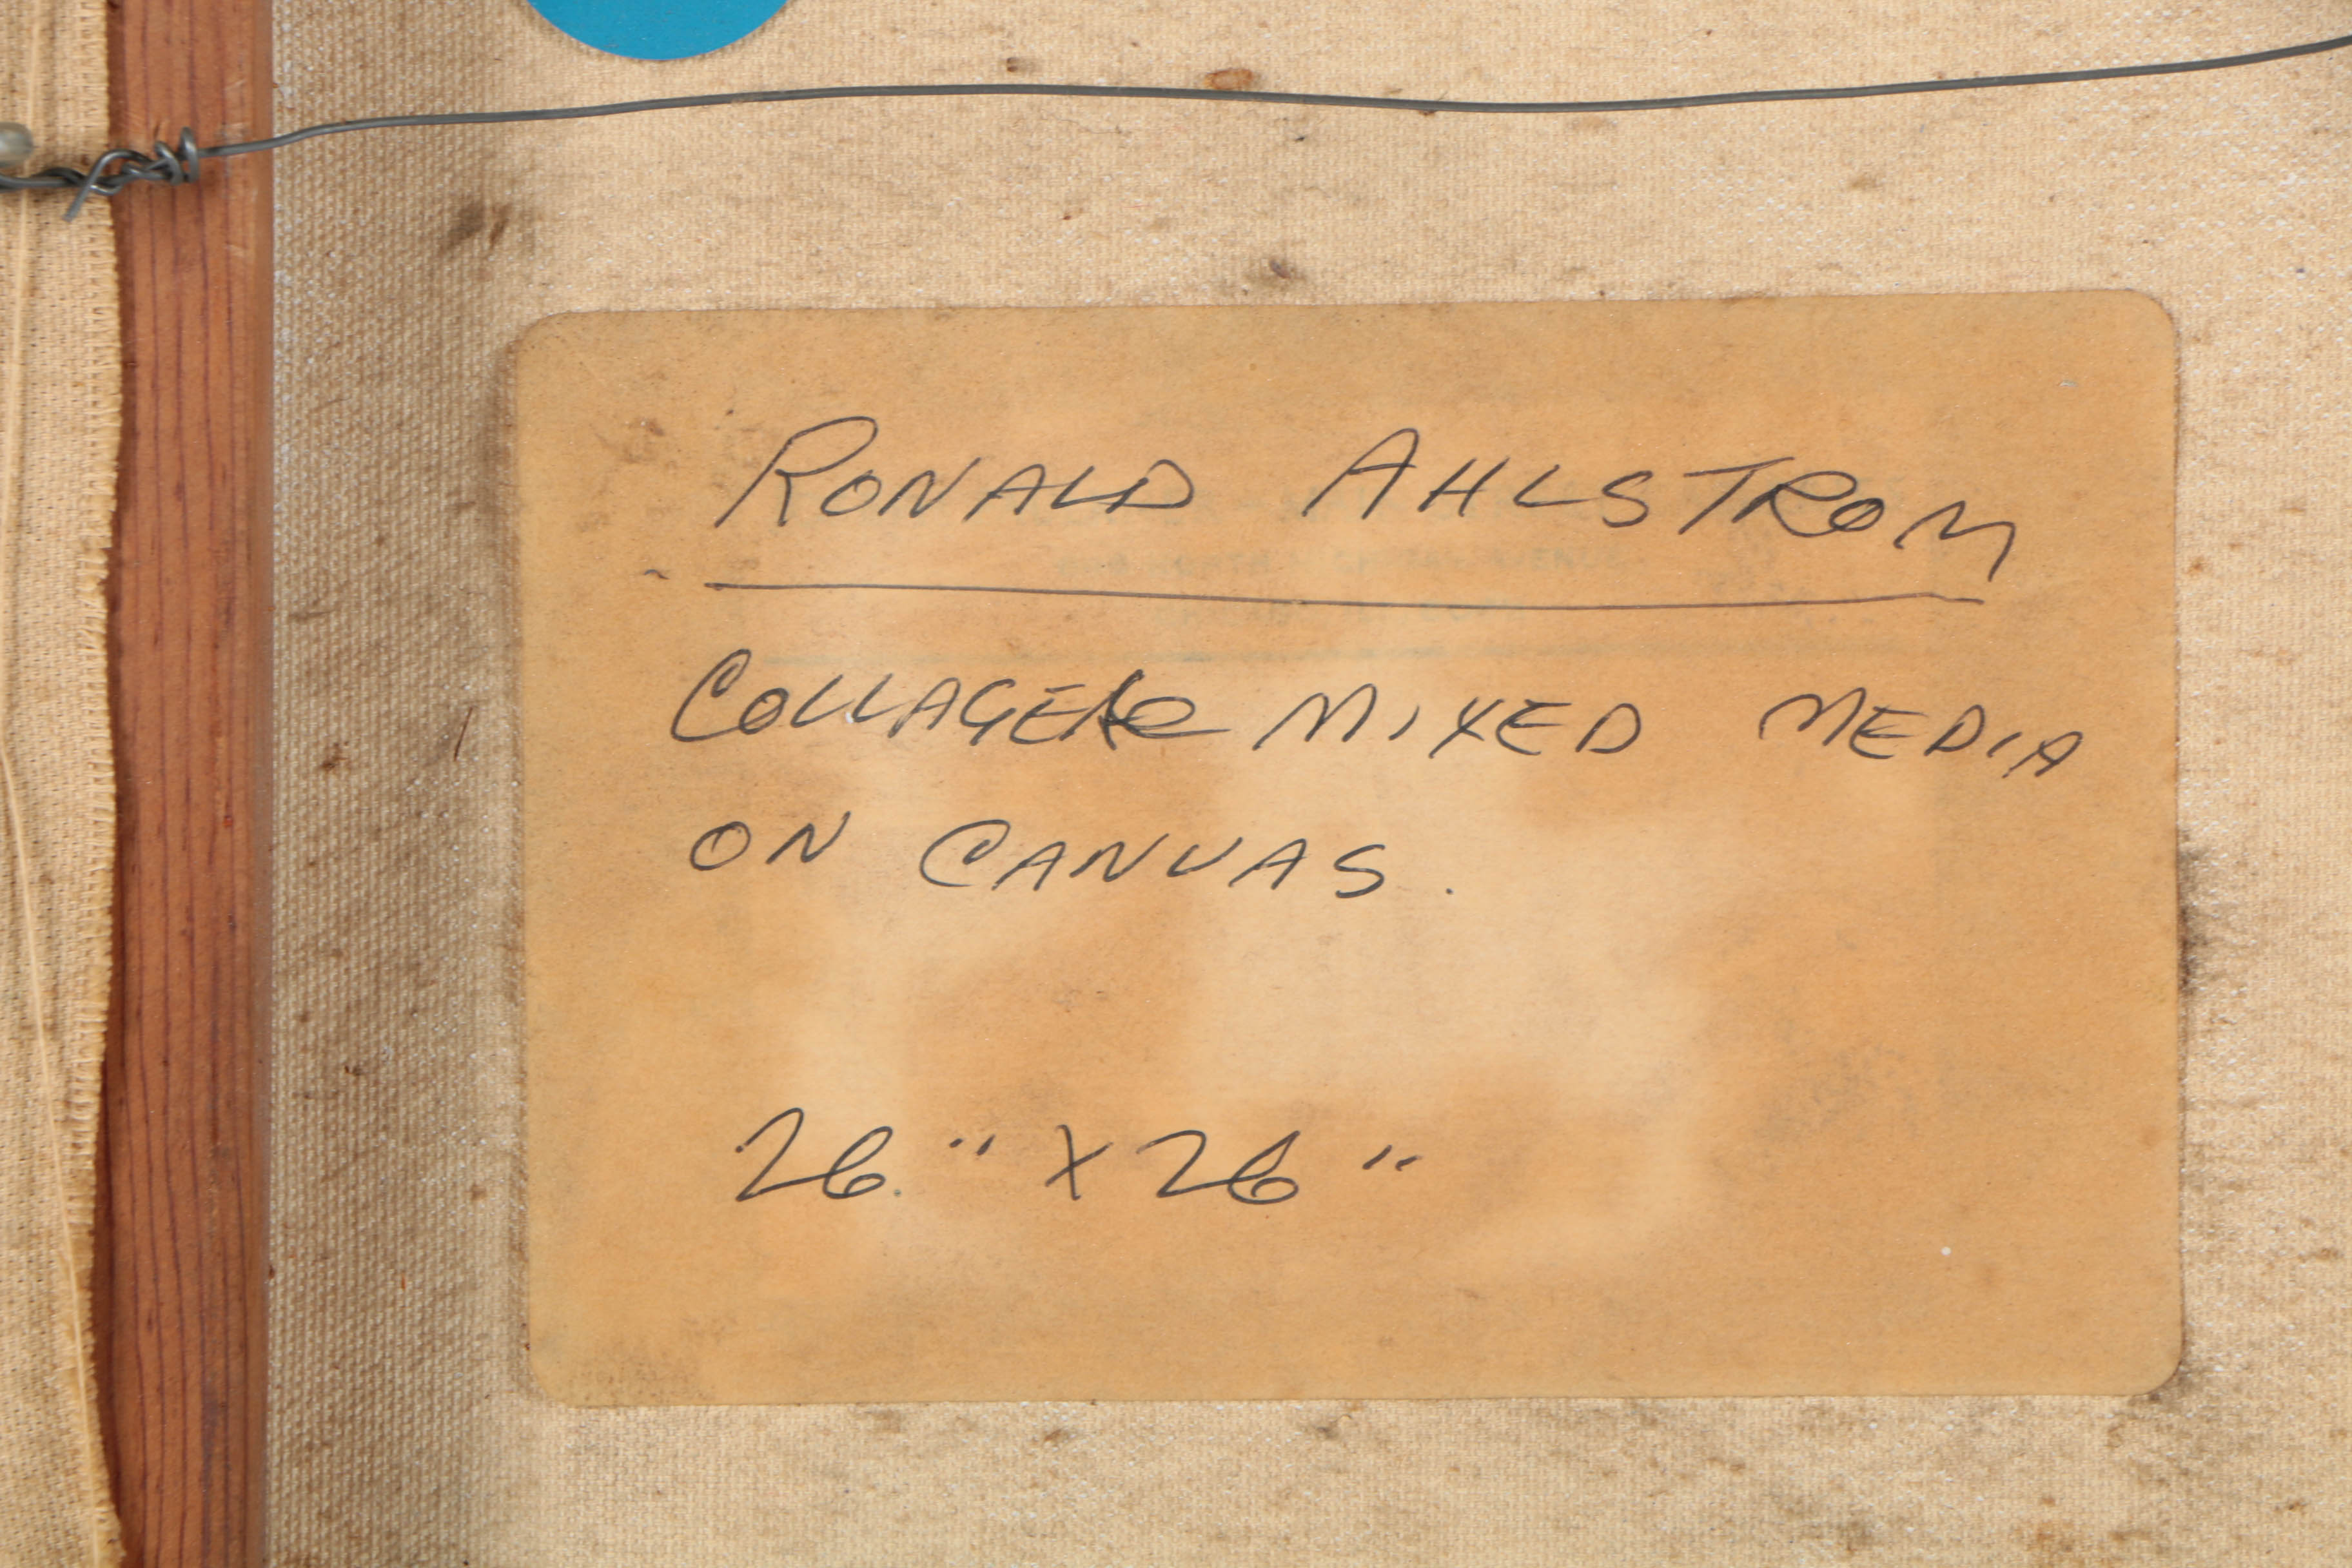 RONALD AHLSTROM
COLLAGE & MIXED MEDIA
ON CANVAS.
26" X 26"